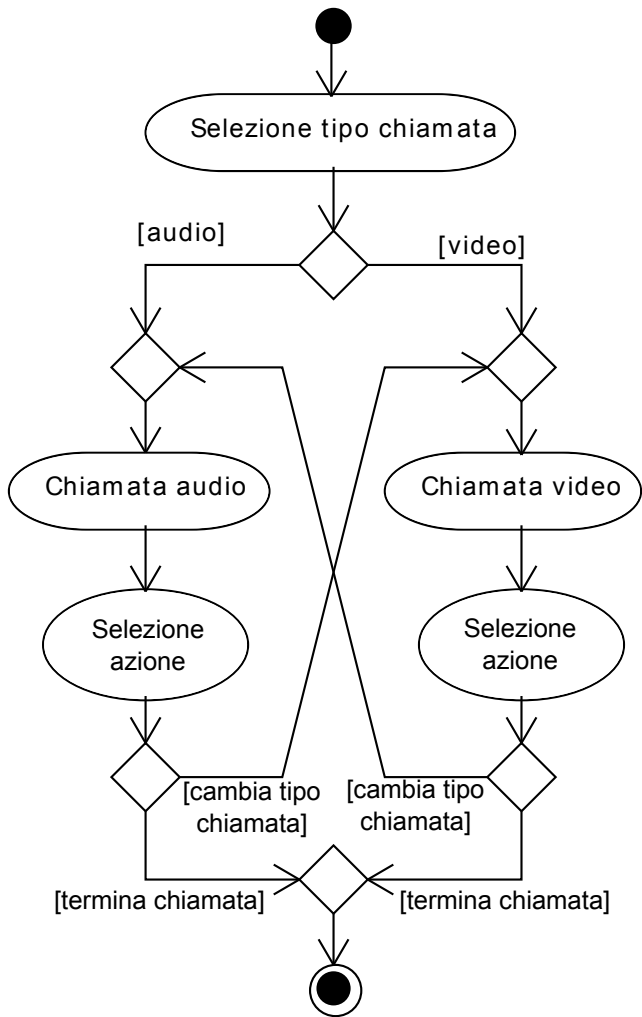 Selezione tipo chiamata
[audio]
[video]
Chiamata audio
Chiamata video
Selezione
azione
Selezione
azione
[cambia tipo
chiamata]
[cambia tipo
chiamata]
[termina chiamata]
[termina chiamata]